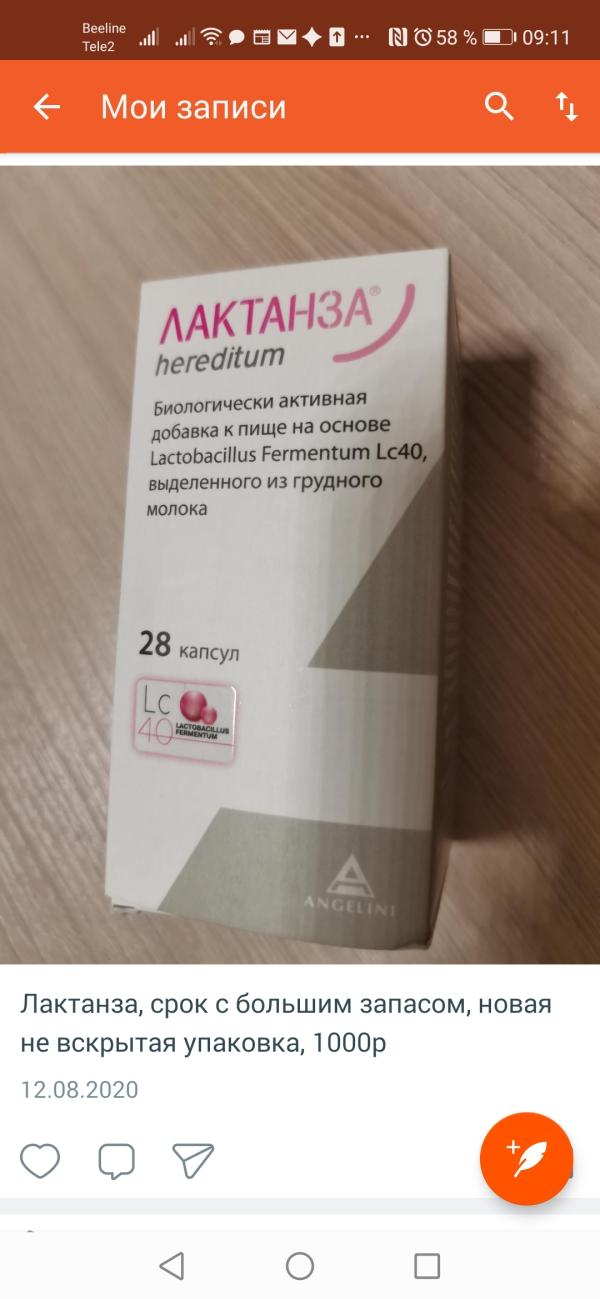 Beeline
Tele2
58 %
09:11
Мои записи
ЛАКТАНЗА®
hereditum
Биологически активная
добавка к пище на основе
Lactobacillus Fermentum Lc40,
выделенного из грудного
молока
28 капсул
Lc
40
LACTOBACILLUS
FERMENTUM
ANGELINI
Лактанза, срок с большим запасом, новая
не вскрытая упаковка, 1000р
12.08.2020